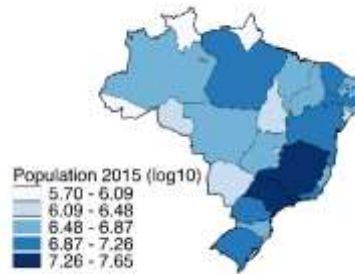 Population 2015 (log10)
5.70 - 6.09
6.09 - 6.48
6.48 - 6.87
6.87 - 7.26
7.26 - 7.65